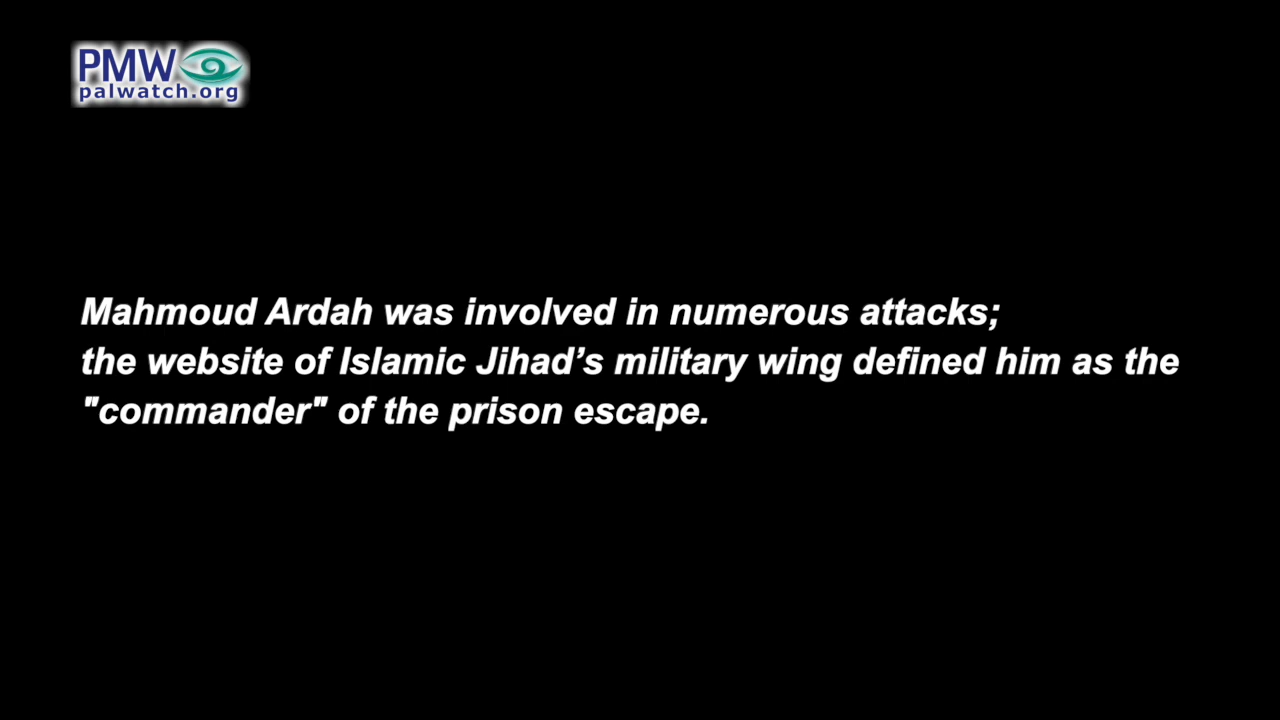 PMW
palwatch.org
Mahmoud Ardah was involved in numerous attacks;
the website of Islamic Jihad’s military wing defined him as the
"commander" of the prison escape.